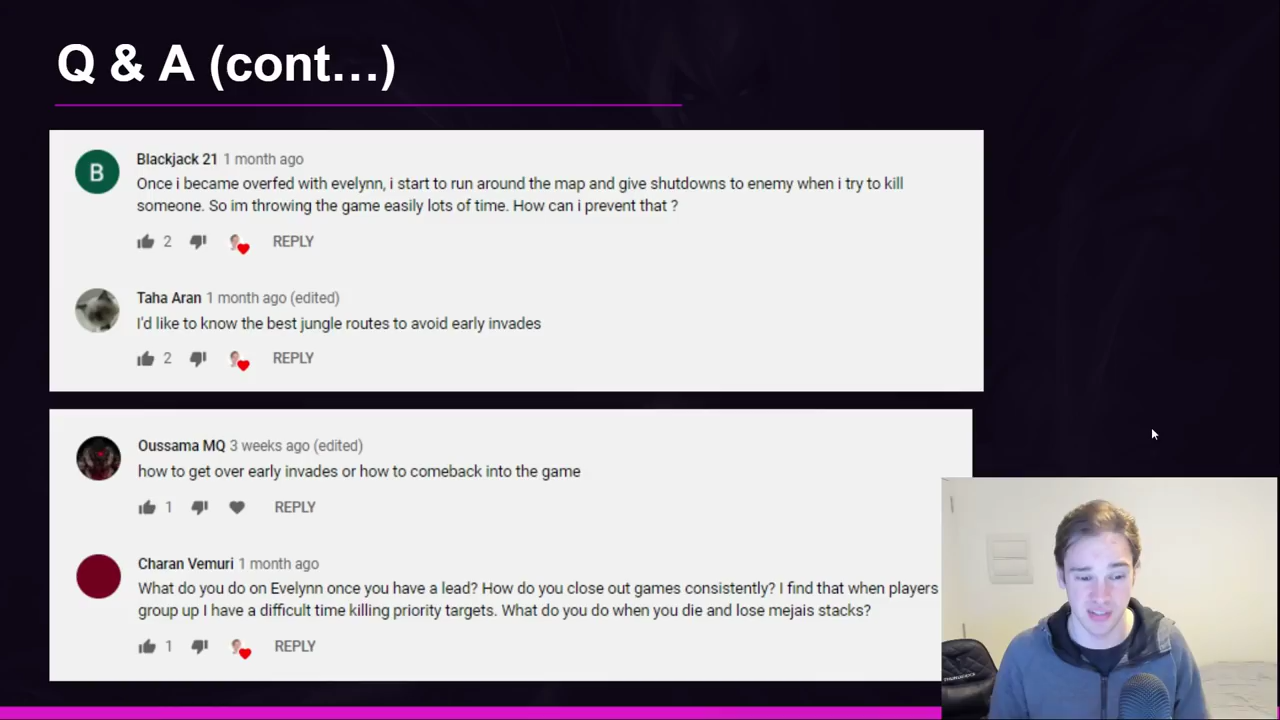 Q & A (cont…)
B
Blackjack 21 1 month ago
Once i became overfed with evelynn, i start to run around the map and give shutdowns to enemy when i try to kill
someone. So im throwing the game easily lots of time. How can i prevent that ?
2 REPLY
Taha Aran 1 month ago (edited)
I'd like to know the best jungle routes to avoid early invades
2 REPLY
Oussama MQ 3 weeks ago (edited)
how to get over early invades or how to comeback into the game
1 REPLY
Charan Vemuri 1 month ago
What do you do on Evelynn once you have a lead? How do you close out games consistently? I find that when players
group up I have a difficult time killing priority targets. What do you do when you die and lose mejais stacks?
1 REPLY